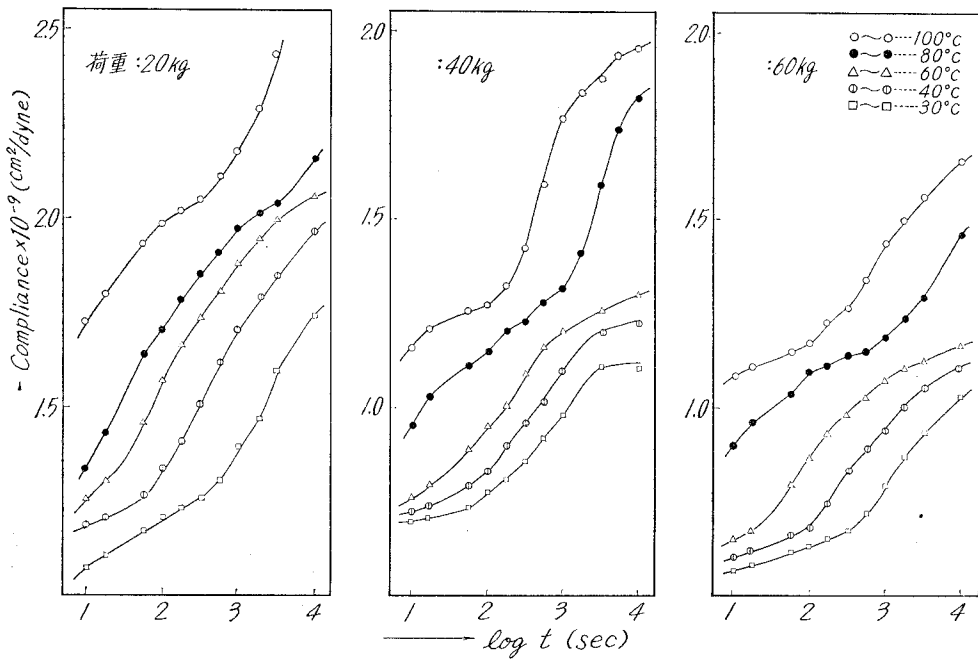 荷重:20kg
:40kg
:60kg
○~○----100°C
●~●----80°C
△~△----60°C
⦶~⦶----40°C
□~□----30°C
2.5
2.0
1.5
2.0
1.5
1.0
2.0
1.5
1.0
- Compliance×10⁻⁹ (cm²/dyne)
1 2 3 4
1 2 3 4
1 2 3 4
→ log t (sec)